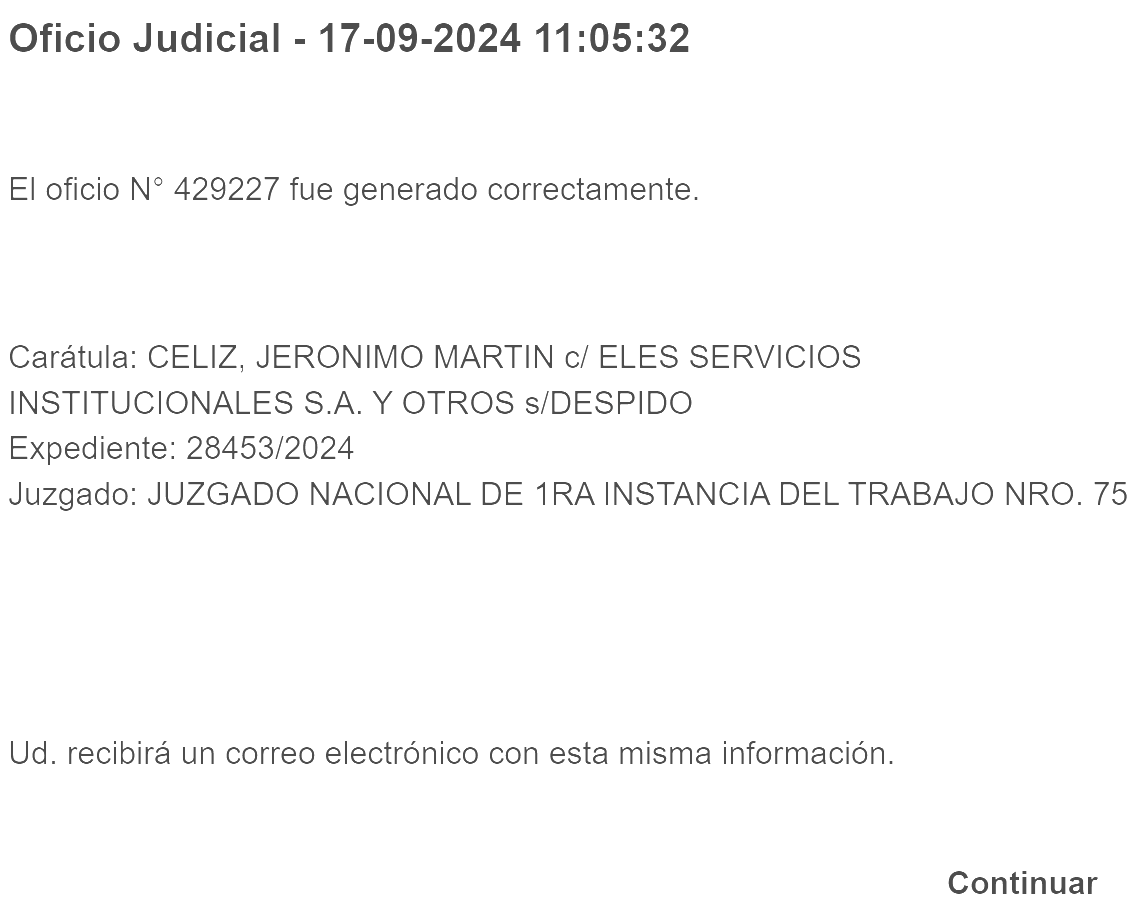 Oficio Judicial - 17-09-2024 11:05:32
El oficio N° 429227 fue generado correctamente.
Carátula: CELIZ, JERONIMO MARTIN c/ ELES SERVICIOS
INSTITUCIONALES S.A. Y OTROS s/DESPIDO
Expediente: 28453/2024
Juzgado: JUZGADO NACIONAL DE 1RA INSTANCIA DEL TRABAJO NRO. 75
Ud. recibirá un correo electrónico con esta misma información.
Continuar